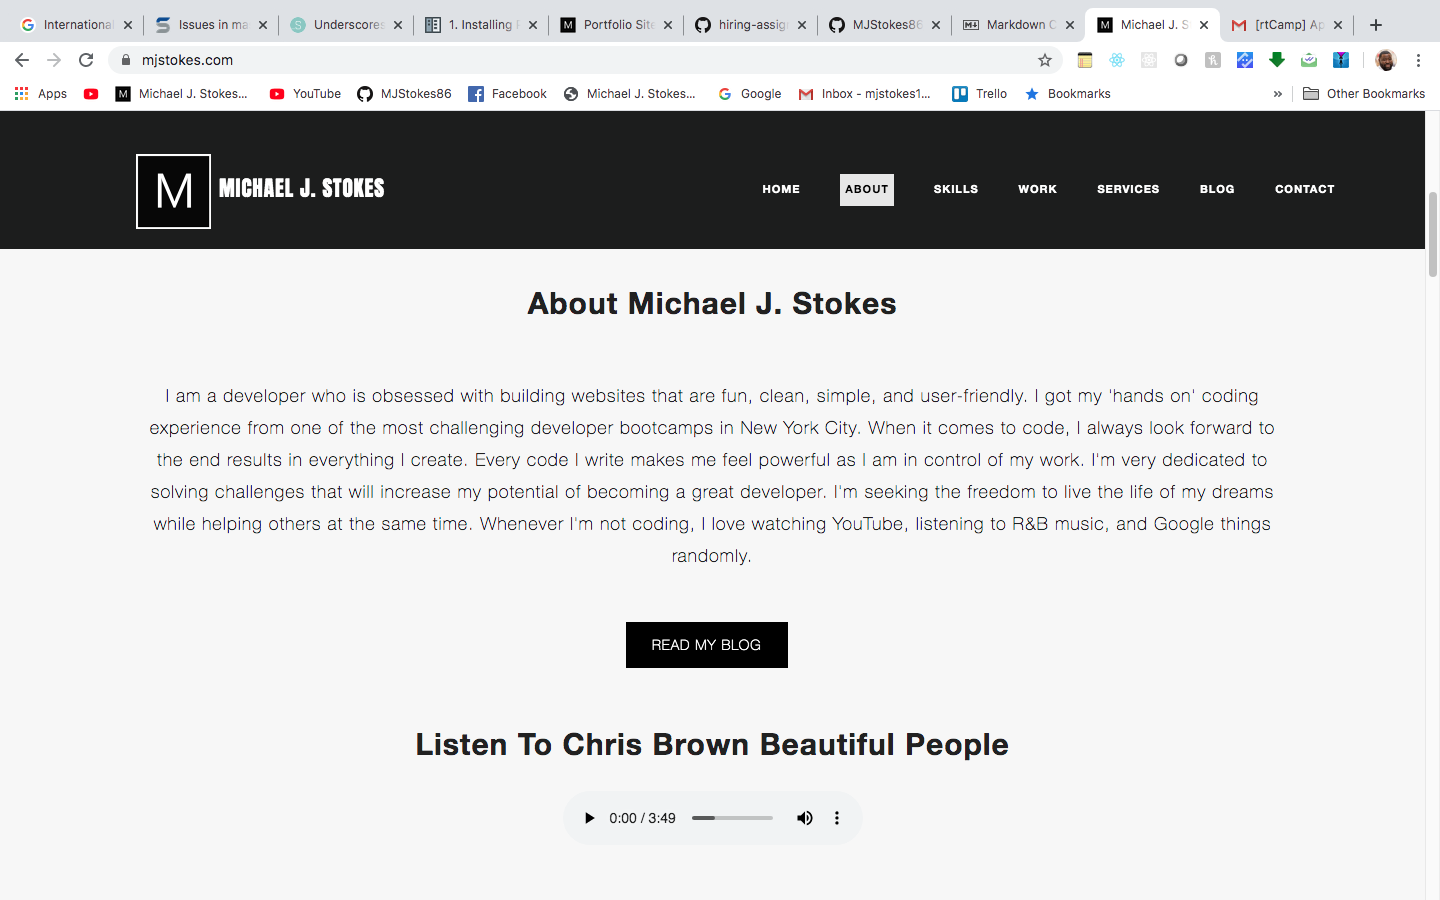 International
Issues in ma
Underscores
1. Installing
Portfolio Site
hiring-assig
MJStokes86
Markdown C
Michael J. S
[rtCamp] Ap
mjstokes.com
Apps
Michael J. Stokes...
YouTube
MJStokes86
Facebook
Michael J. Stokes...
Google
Inbox - mjstokes1...
Trello
Bookmarks
»
Other Bookmarks
M
MICHAEL J. STOKES
HOME
ABOUT
SKILLS
WORK
SERVICES
BLOG
CONTACT
About Michael J. Stokes
I am a developer who is obsessed with building websites that are fun, clean, simple, and user-friendly. I got my 'hands on' coding
experience from one of the most challenging developer bootcamps in New York City. When it comes to code, I always look forward to
the end results in everything I create. Every code I write makes me feel powerful as I am in control of my work. I'm very dedicated to
solving challenges that will increase my potential of becoming a great developer. I'm seeking the freedom to live the life of my dreams
while helping others at the same time. Whenever I'm not coding, I love watching YouTube, listening to R&B music, and Google things
randomly.
READ MY BLOG
Listen To Chris Brown Beautiful People
0:00 / 3:49